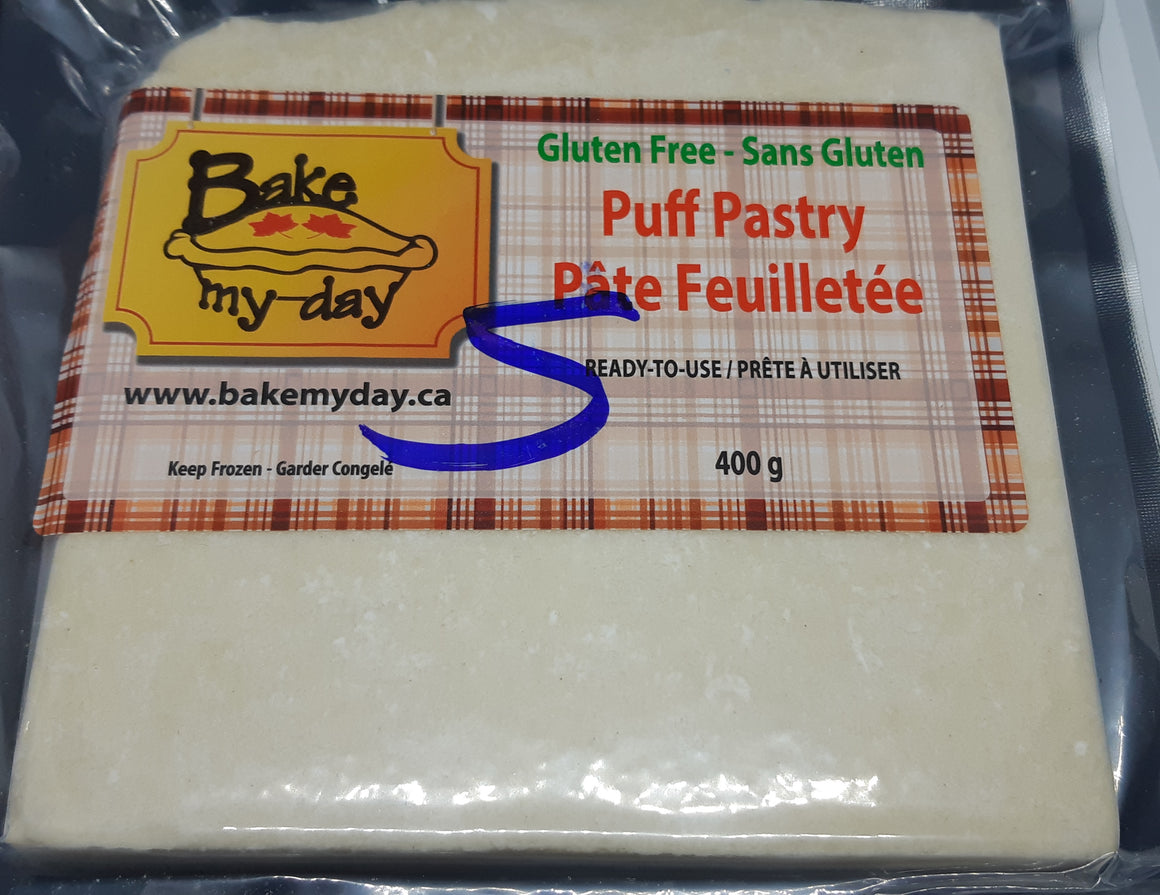 Bake
my day
www.bakemyday.ca
Keep Frozen - Garder Congelé
Gluten Free - Sans Gluten
Puff Pastry
Pâte Feuilletée
READY-TO-USE / PRÊTE À UTILISER
400 g
5